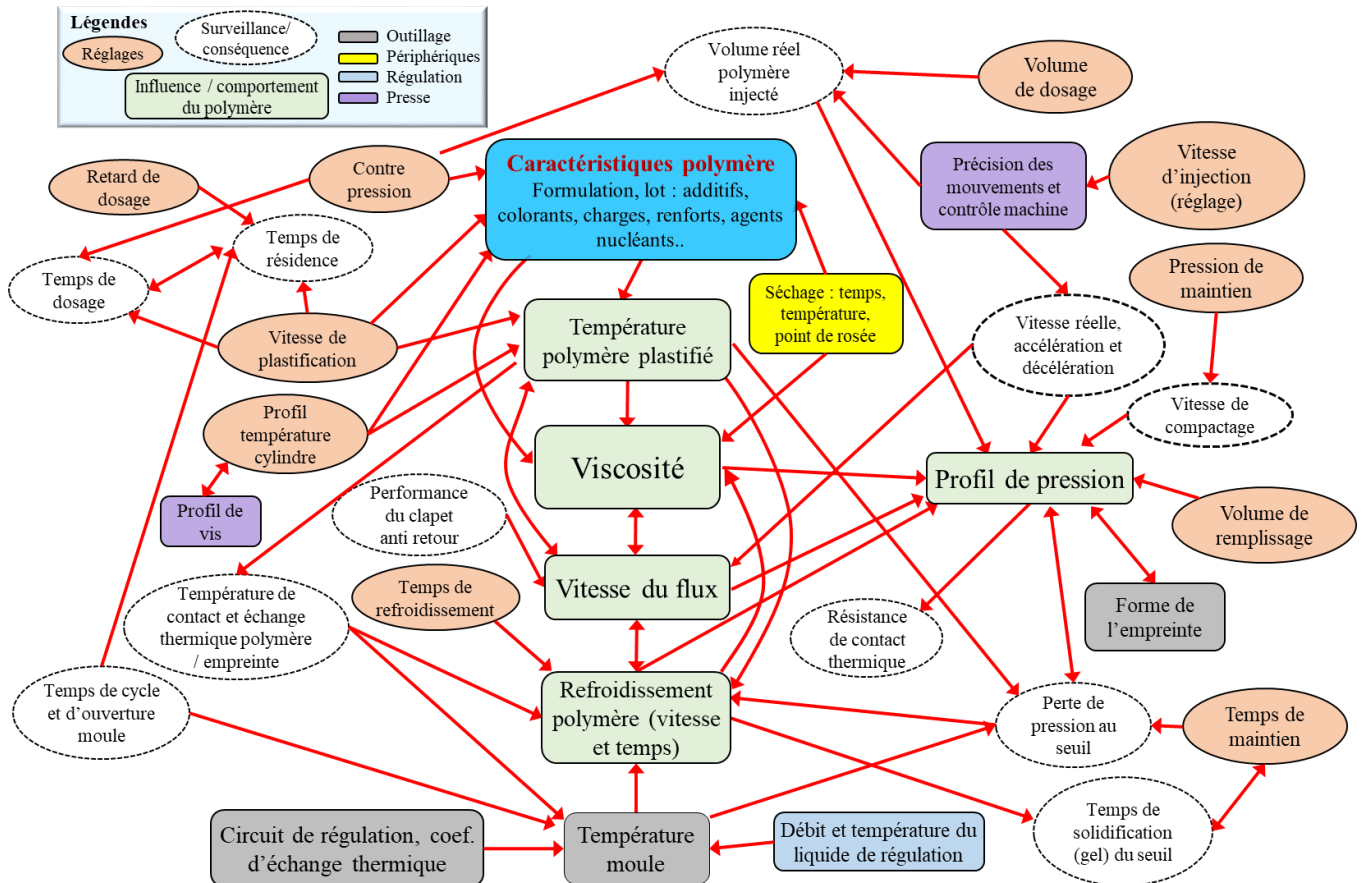 Légendes
Réglages
Surveillance/
conséquence
Outillage
Périphériques
Régulation
Presse
Influence / comportement
du polymère
Volume réel
polymère
injecté
Volume
de dosage
Retard de
dosage
Contre
pression
Caractéristiques polymère
Formulation, lot : additifs,
colorants, charges, renforts, agents
nucléants..
Précision des
mouvements et
contrôle machine
Vitesse
d’injection
(réglage)
Temps de
résidence
Temps de
dosage
Séchage : temps,
température,
point de rosée
Pression de
maintien
Vitesse de
plastification
Température
polymère plastifié
Vitesse réelle,
accélération et
décélération
Profil
température
cylindre
Vitesse de
compactage
Viscosité
Profil de pression
Profil de
vis
Performance
du clapet
anti retour
Volume de
remplissage
Vitesse du flux
Temps de
refroidissement
Température de
contact et échange
thermique polymère
/ empreinte
Forme de
l’empreinte
Résistance
de contact
thermique
Temps de cycle
et d’ouverture
moule
Refroidissement
polymère (vitesse
et temps)
Perte de
pression au
seuil
Temps de
maintien
Circuit de régulation, coef.
d’échange thermique
Température
moule
Débit et température du
liquide de régulation
Temps de
solidification
(gel) du seuil